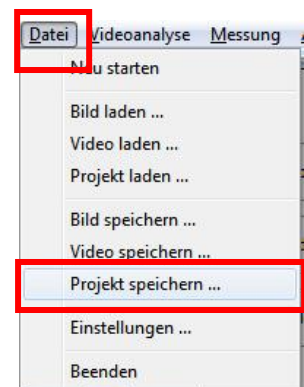 Datei Videoanalyse Messung
Neu starten
Bild laden ...
Video laden ...
Projekt laden ...
Bild speichern ...
Video speichern ...
Projekt speichern ...
Einstellungen ...
Beenden